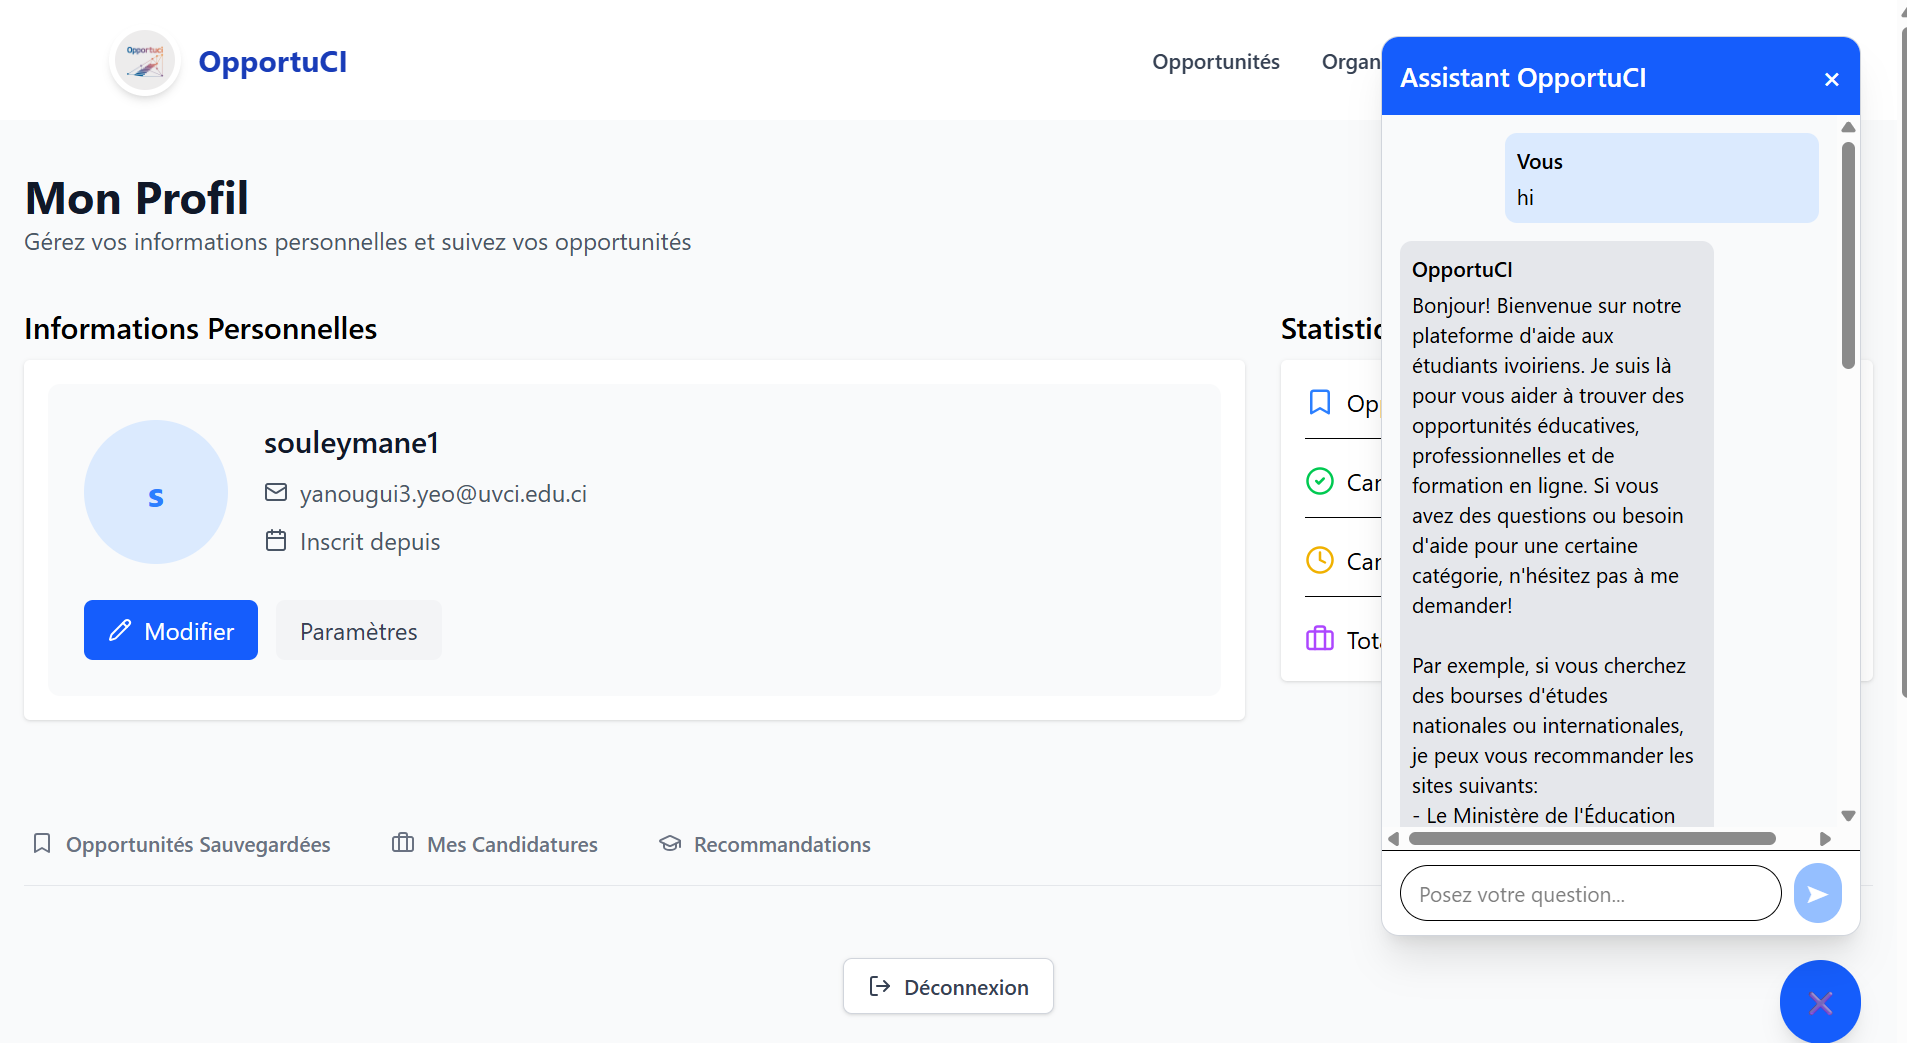 Opportuci
OpportuCI
Opportunités
Organ
Mon Profil
Gérez vos informations personnelles et suivez vos opportunités
Informations Personnelles
souleymane1
s
yanougui3.yeo@uvci.edu.ci
Inscrit depuis
Modifier
Paramètres
Statistic
Opp
Can
Can
Tota
Opportunités Sauvegardées
Mes Candidatures
Recommandations
Déconnexion
Assistant OpportuCI
×
Vous
hi
OpportuCI
Bonjour! Bienvenue sur notre
plateforme d'aide aux
étudiants ivoiriens. Je suis là
pour vous aider à trouver des
opportunités éducatives,
professionnelles et de
formation en ligne. Si vous
avez des questions ou besoin
d'aide pour une certaine
catégorie, n'hésitez pas à me
demander!
Par exemple, si vous cherchez
des bourses d'études
nationales ou internationales,
je peux vous recommander les
sites suivants:
- Le Ministère de l'Éducation
Posez votre question...